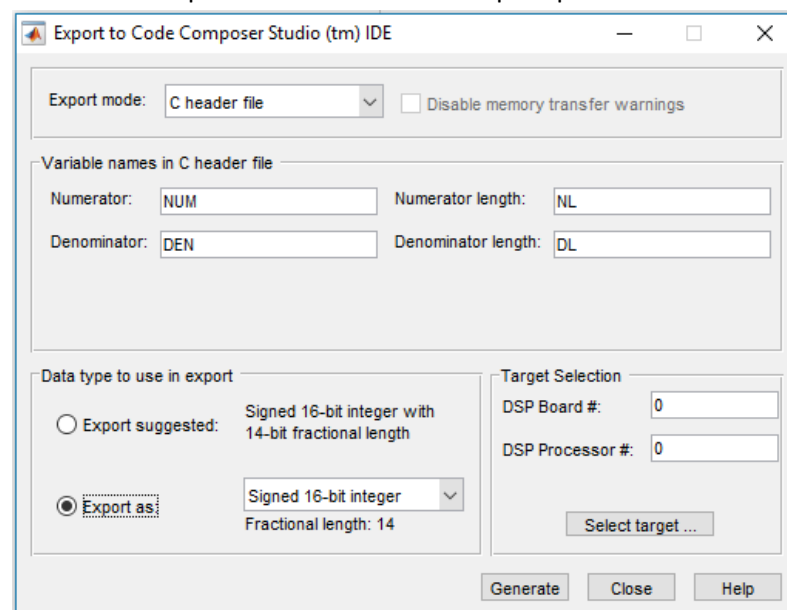 Export to Code Composer Studio (tm) IDE
Export mode: C header file Disable memory transfer warnings
Variable names in C header file
Numerator: NUM Numerator length: NL
Denominator: DEN Denominator length: DL
Data type to use in export
Export suggested: Signed 16-bit integer with
14-bit fractional length
Export as: Signed 16-bit integer
Fractional length: 14
Target Selection
DSP Board #: 0
DSP Processor #: 0
Select target ...
Generate Close Help